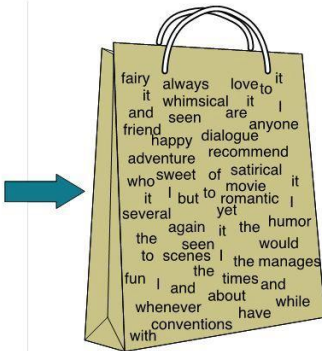 fairy always love to it
it whimsical it I
and seen are anyone
friend happy dialogue
adventure recommend
who sweet of satirical it
it I but to movie romantic I
several yet
again it the humor
the seen would
to scenes I the manages
the times and
fun I and about while
whenever have
conventions
with